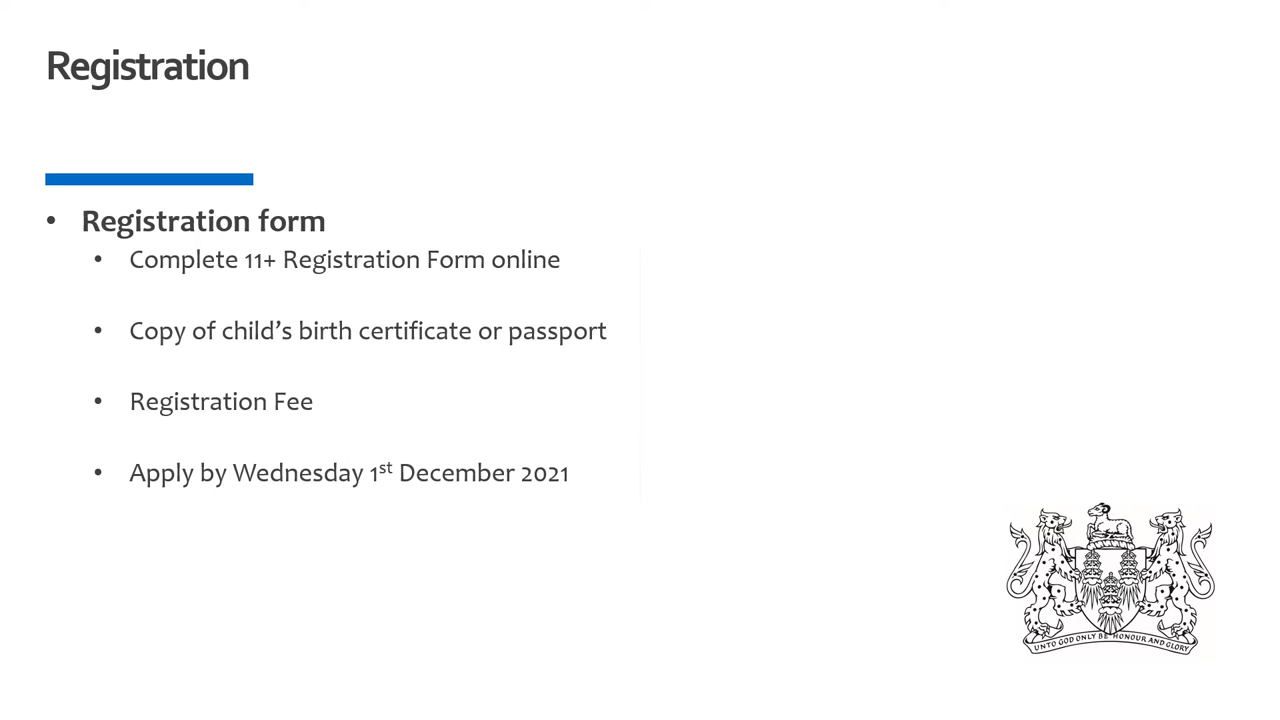 Registration
• Registration form
• Complete 11+ Registration Form online
• Copy of child’s birth certificate or passport
• Registration Fee
• Apply by Wednesday 1st December 2021
UNTO GOD ONLY BE HONOUR AND GLORY